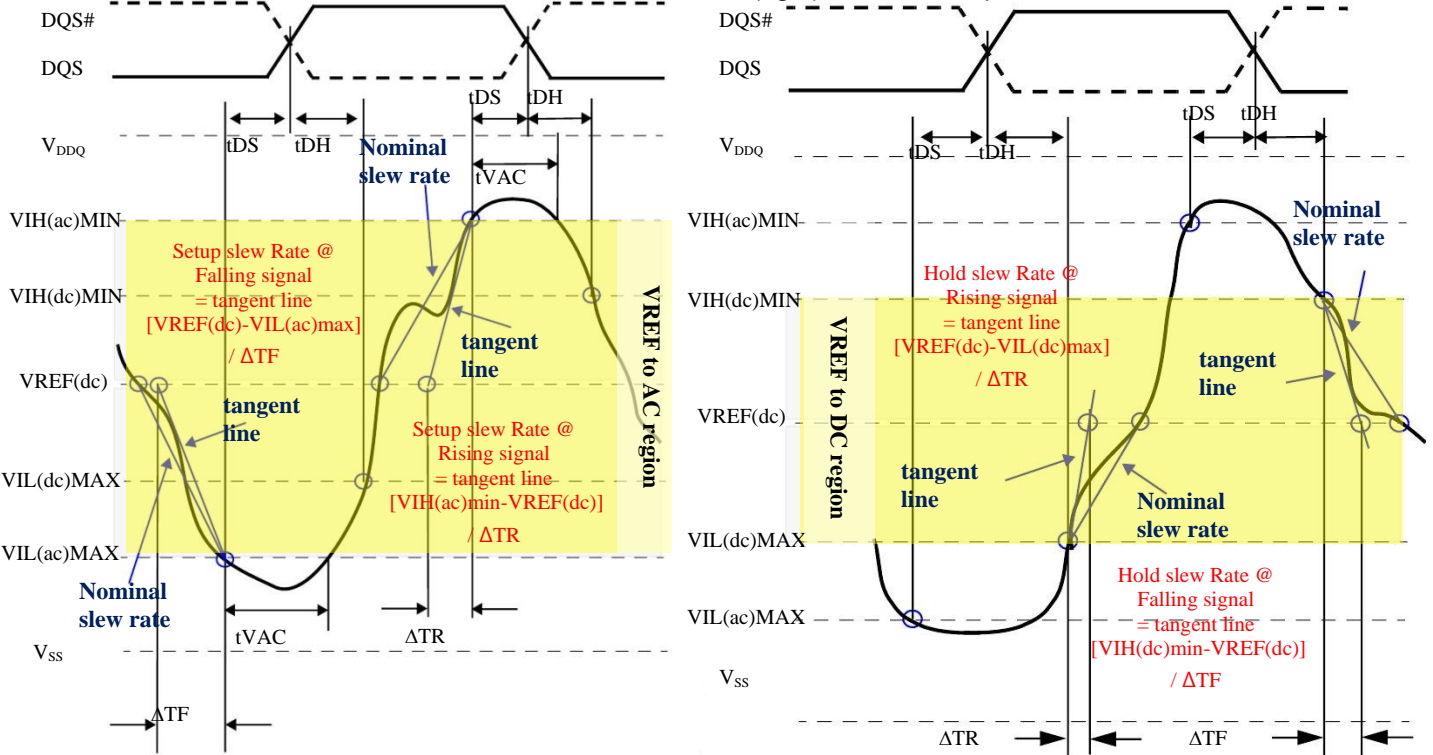 DQS#
DQS
tDS
tDH
tDS
tDH
VDDQ
Nominal
slew rate
tVAC
VIH(ac)MIN
Setup slew Rate @
Falling signal
= tangent line
[VREF(dc)-VIL(ac)max]
/ ΔTF
VIH(dc)MIN
VREF to AC region
tangent
line
VREF(dc)
tangent
line
Setup slew Rate @
Rising signal
= tangent line
[VIH(ac)min-VREF(dc)]
/ ΔTR
VIL(dc)MAX
VIL(ac)MAX
Nominal
slew rate
tVAC
ΔTR
VSS
ΔTF
DQS#
DQS
tDS
tDH
tDS
tDH
VDDQ
VIH(ac)MIN
Nominal
slew rate
Hold slew Rate @
Rising signal
= tangent line
[VREF(dc)-VIL(dc)max]
/ ΔTR
VIH(dc)MIN
VREF to DC region
tangent
line
VREF(dc)
tangent
line
Nominal
slew rate
VIL(dc)MAX
Hold slew Rate @
Falling signal
= tangent line
[VIH(dc)min-VREF(dc)]
/ ΔTF
VIL(ac)MAX
VSS
ΔTR
ΔTF